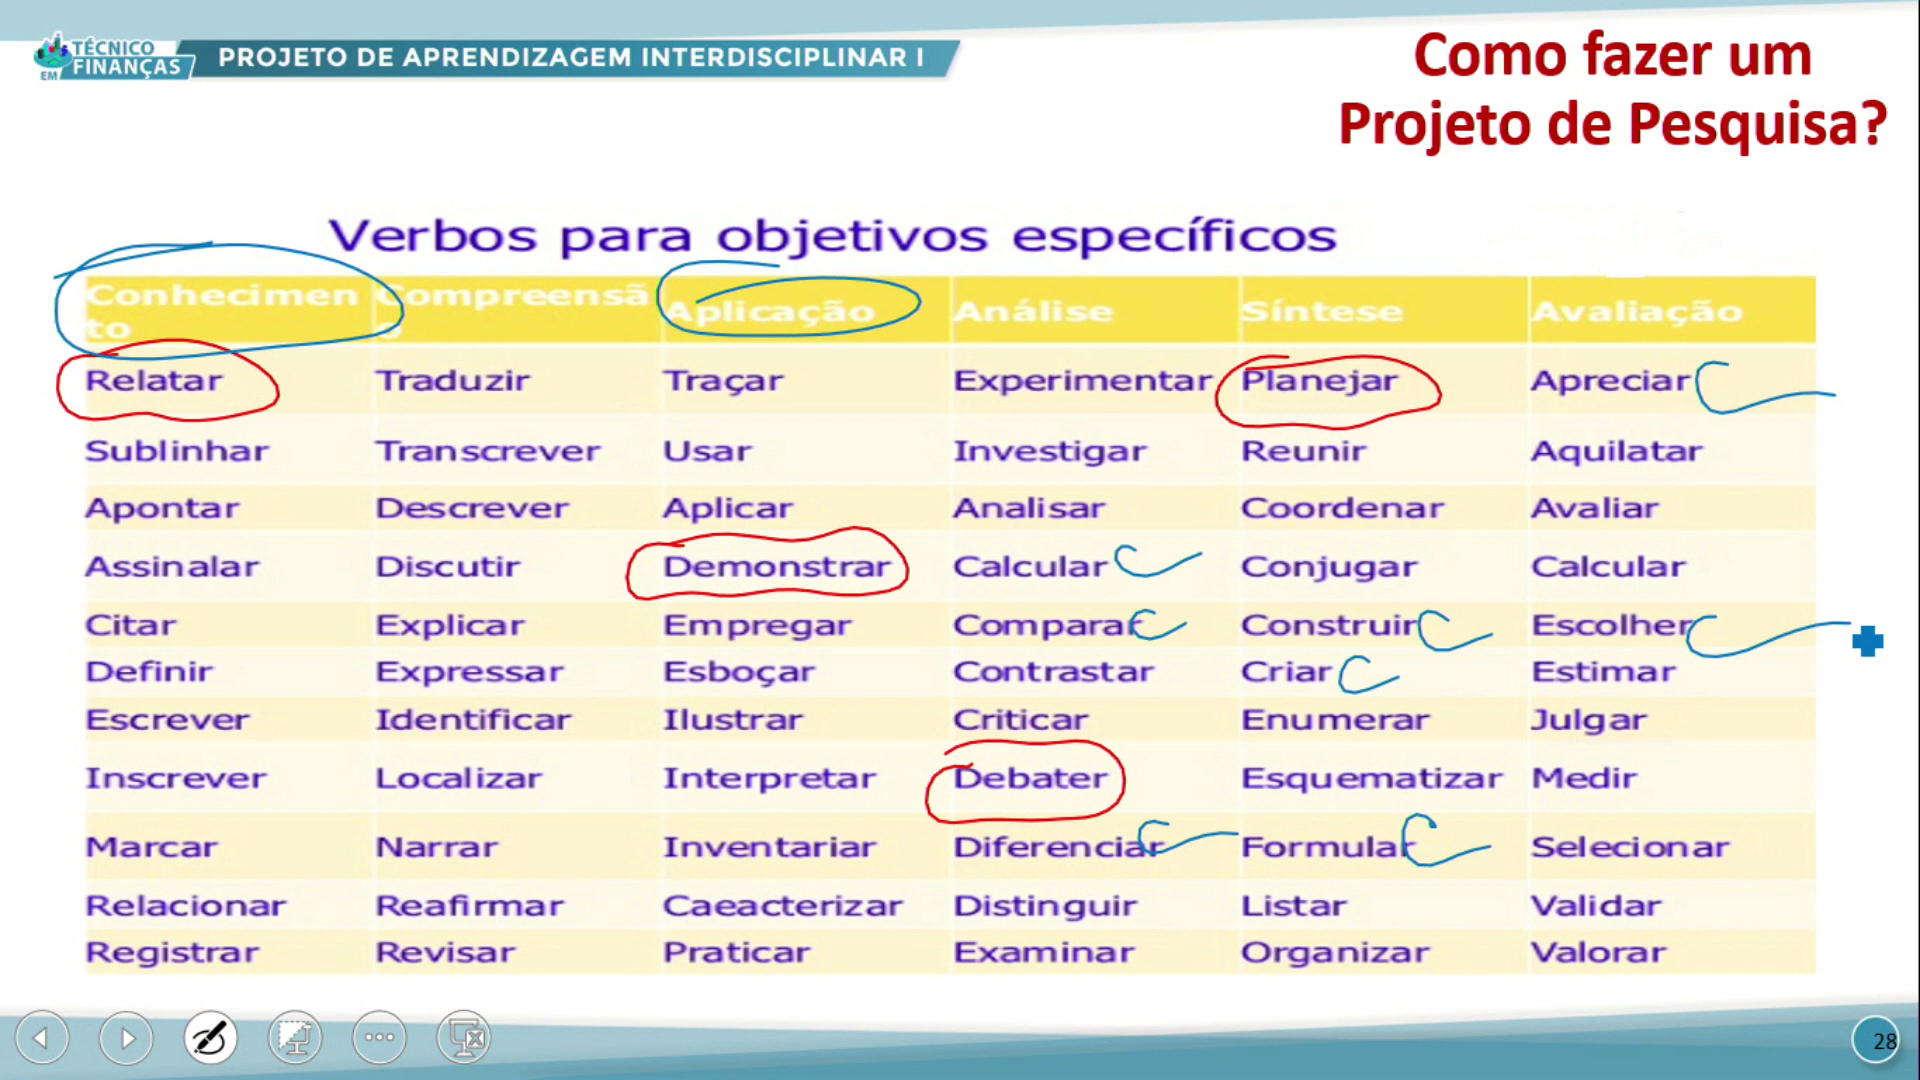 TÉCNICO
EM FINANÇAS
PROJETO DE APRENDIZAGEM INTERDISCIPLINAR I
Como fazer um
Projeto de Pesquisa?
Verbos para objetivos específicos
Conhecimen
to Compreensã
o Aplicação Análise Síntese Avaliação
Relatar Traduzir Traçar Experimentar Planejar Apreciar
Sublinhar Transcrever Usar Investigar Reunir Aquilatar
Apontar Descrever Aplicar Analisar Coordenar Avaliar
Assinalar Discutir Demonstrar Calcular Conjugar Calcular
Citar Explicar Empregar Comparar Construir Escolher
Definir Expressar Esboçar Contrastar Criar Estimar
Escrever Identificar Ilustrar Criticar Enumerar Julgar
Inscrever Localizar Interpretar Debater Esquematizar Medir
Marcar Narrar Inventariar Diferenciar Formular Selecionar
Relacionar Reafirmar Caeacterizar Distinguir Listar Validar
Registrar Revisar Praticar Examinar Organizar Valorar
28